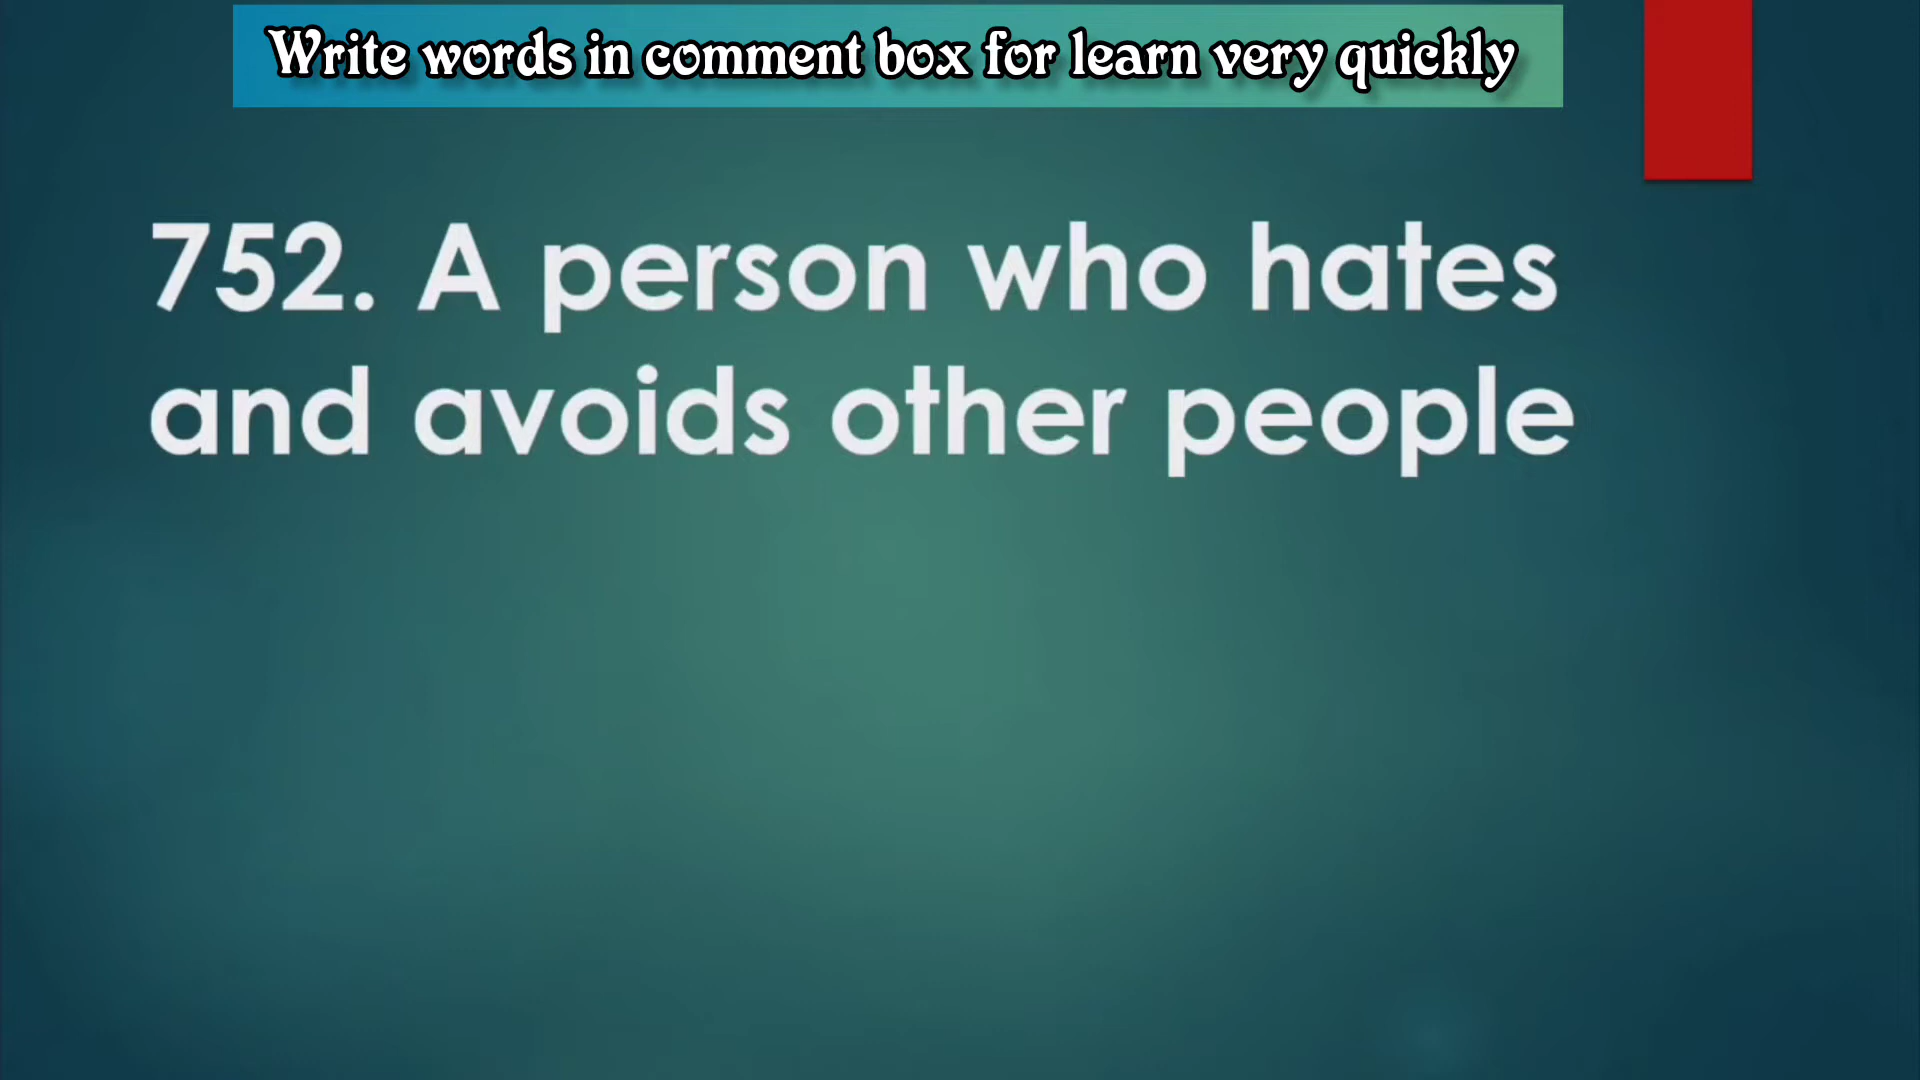 Write words in comment box for learn very quickly
752. A person who hates
and avoids other people